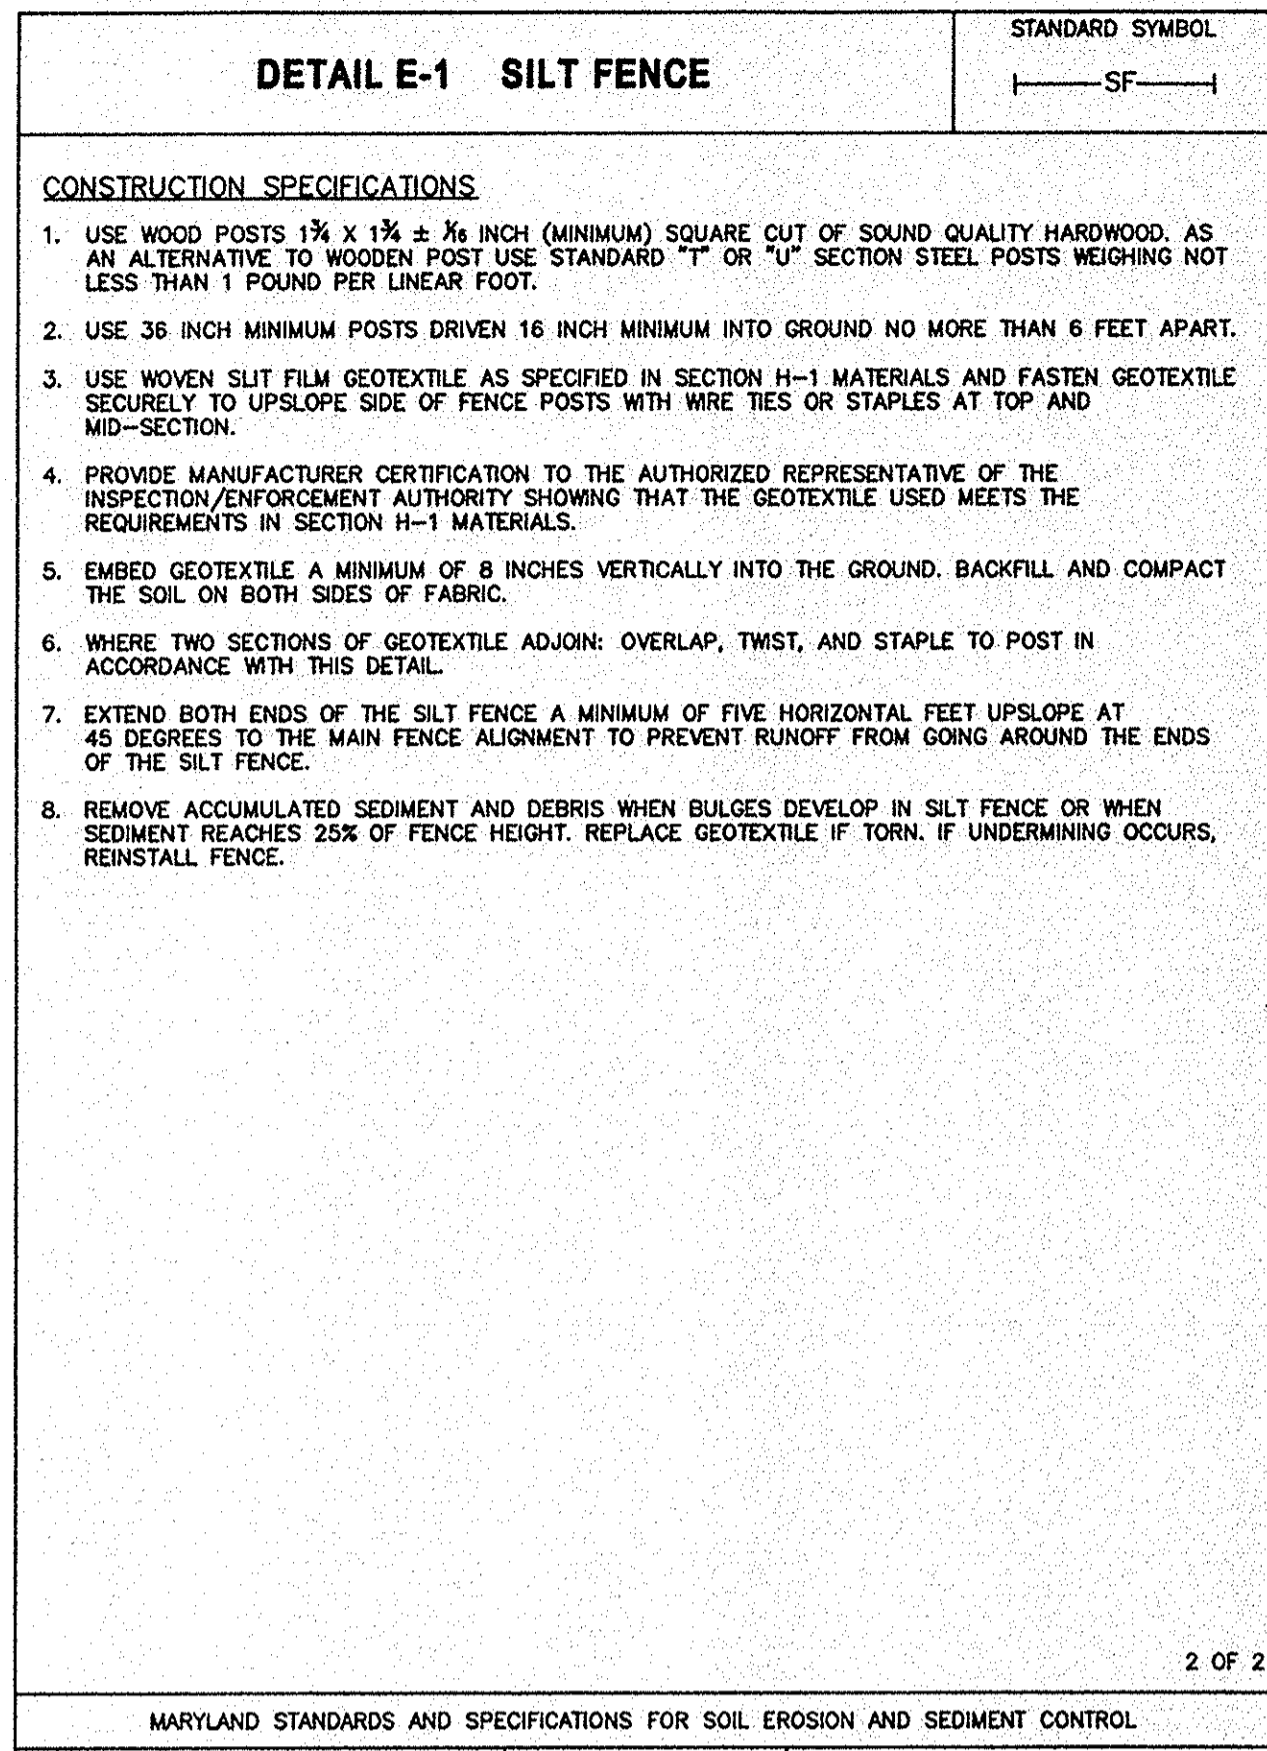 DETAIL E-1 SILT FENCE
STANDARD SYMBOL
SF
CONSTRUCTION SPECIFICATIONS
1. USE WOOD POSTS 1¾ X 1¾ ± 1⁄16 INCH (MINIMUM) SQUARE CUT OF SOUND QUALITY HARDWOOD. AS
AN ALTERNATIVE TO WOODEN POST USE STANDARD "T" OR "U" SECTION STEEL POSTS WEIGHING NOT
LESS THAN 1 POUND PER LINEAR FOOT.
2. USE 36 INCH MINIMUM POSTS DRIVEN 16 INCH MINIMUM INTO GROUND NO MORE THAN 6 FEET APART.
3. USE WOVEN SLIT FILM GEOTEXTILE AS SPECIFIED IN SECTION H-1 MATERIALS AND FASTEN GEOTEXTILE
SECURELY TO UPSLOPE SIDE OF FENCE POSTS WITH WIRE TIES OR STAPLES AT TOP AND
MID-SECTION.
4. PROVIDE MANUFACTURER CERTIFICATION TO THE AUTHORIZED REPRESENTATIVE OF THE
INSPECTION/ENFORCEMENT AUTHORITY SHOWING THAT THE GEOTEXTILE USED MEETS THE
REQUIREMENTS IN SECTION H-1 MATERIALS.
5. EMBED GEOTEXTILE A MINIMUM OF 8 INCHES VERTICALLY INTO THE GROUND. BACKFILL AND COMPACT
THE SOIL ON BOTH SIDES OF FABRIC.
6. WHERE TWO SECTIONS OF GEOTEXTILE ADJOIN: OVERLAP, TWIST, AND STAPLE TO POST IN
ACCORDANCE WITH THIS DETAIL.
7. EXTEND BOTH ENDS OF THE SILT FENCE A MINIMUM OF FIVE HORIZONTAL FEET UPSLOPE AT
45 DEGREES TO THE MAIN FENCE ALIGNMENT TO PREVENT RUNOFF FROM GOING AROUND THE ENDS
OF THE SILT FENCE.
8. REMOVE ACCUMULATED SEDIMENT AND DEBRIS WHEN BULGES DEVELOP IN SILT FENCE OR WHEN
SEDIMENT REACHES 25% OF FENCE HEIGHT. REPLACE GEOTEXTILE IF TORN. IF UNDERMINING OCCURS,
REINSTALL FENCE.
2 OF 2
MARYLAND STANDARDS AND SPECIFICATIONS FOR SOIL EROSION AND SEDIMENT CONTROL